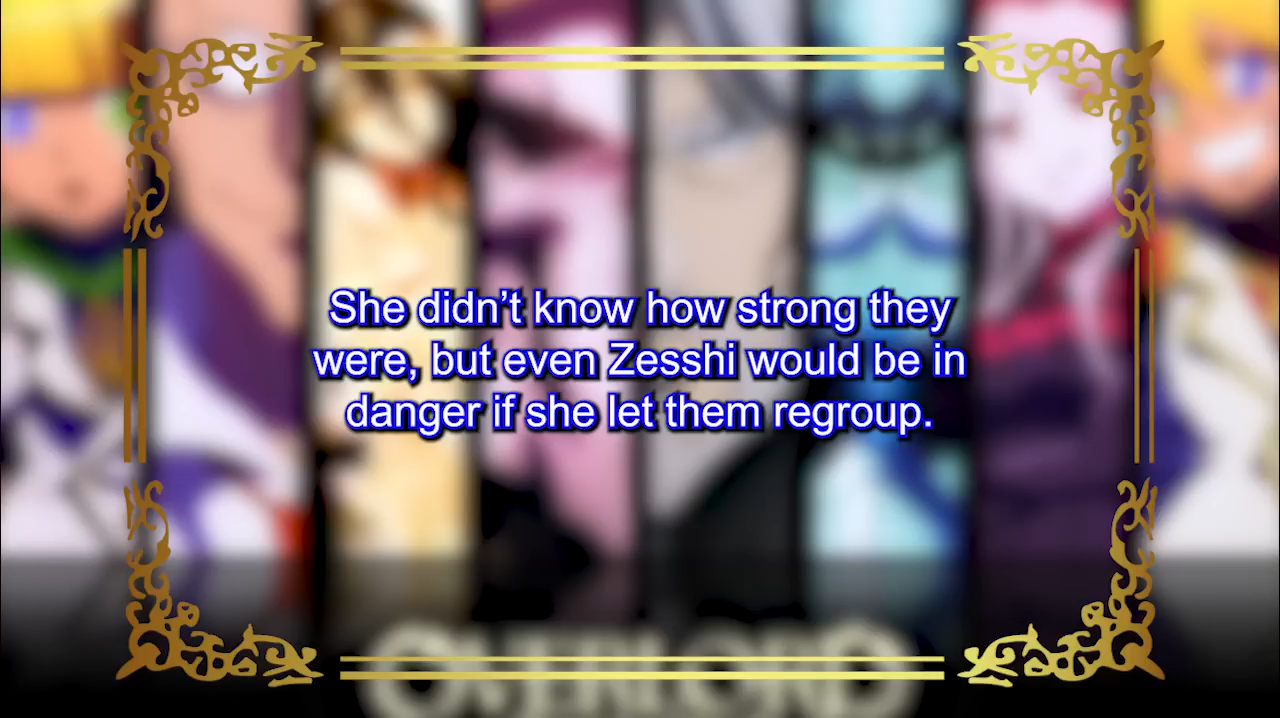 She didn’t know how strong they
were, but even Zesshi would be in
danger if she let them regroup.
OVERLORD